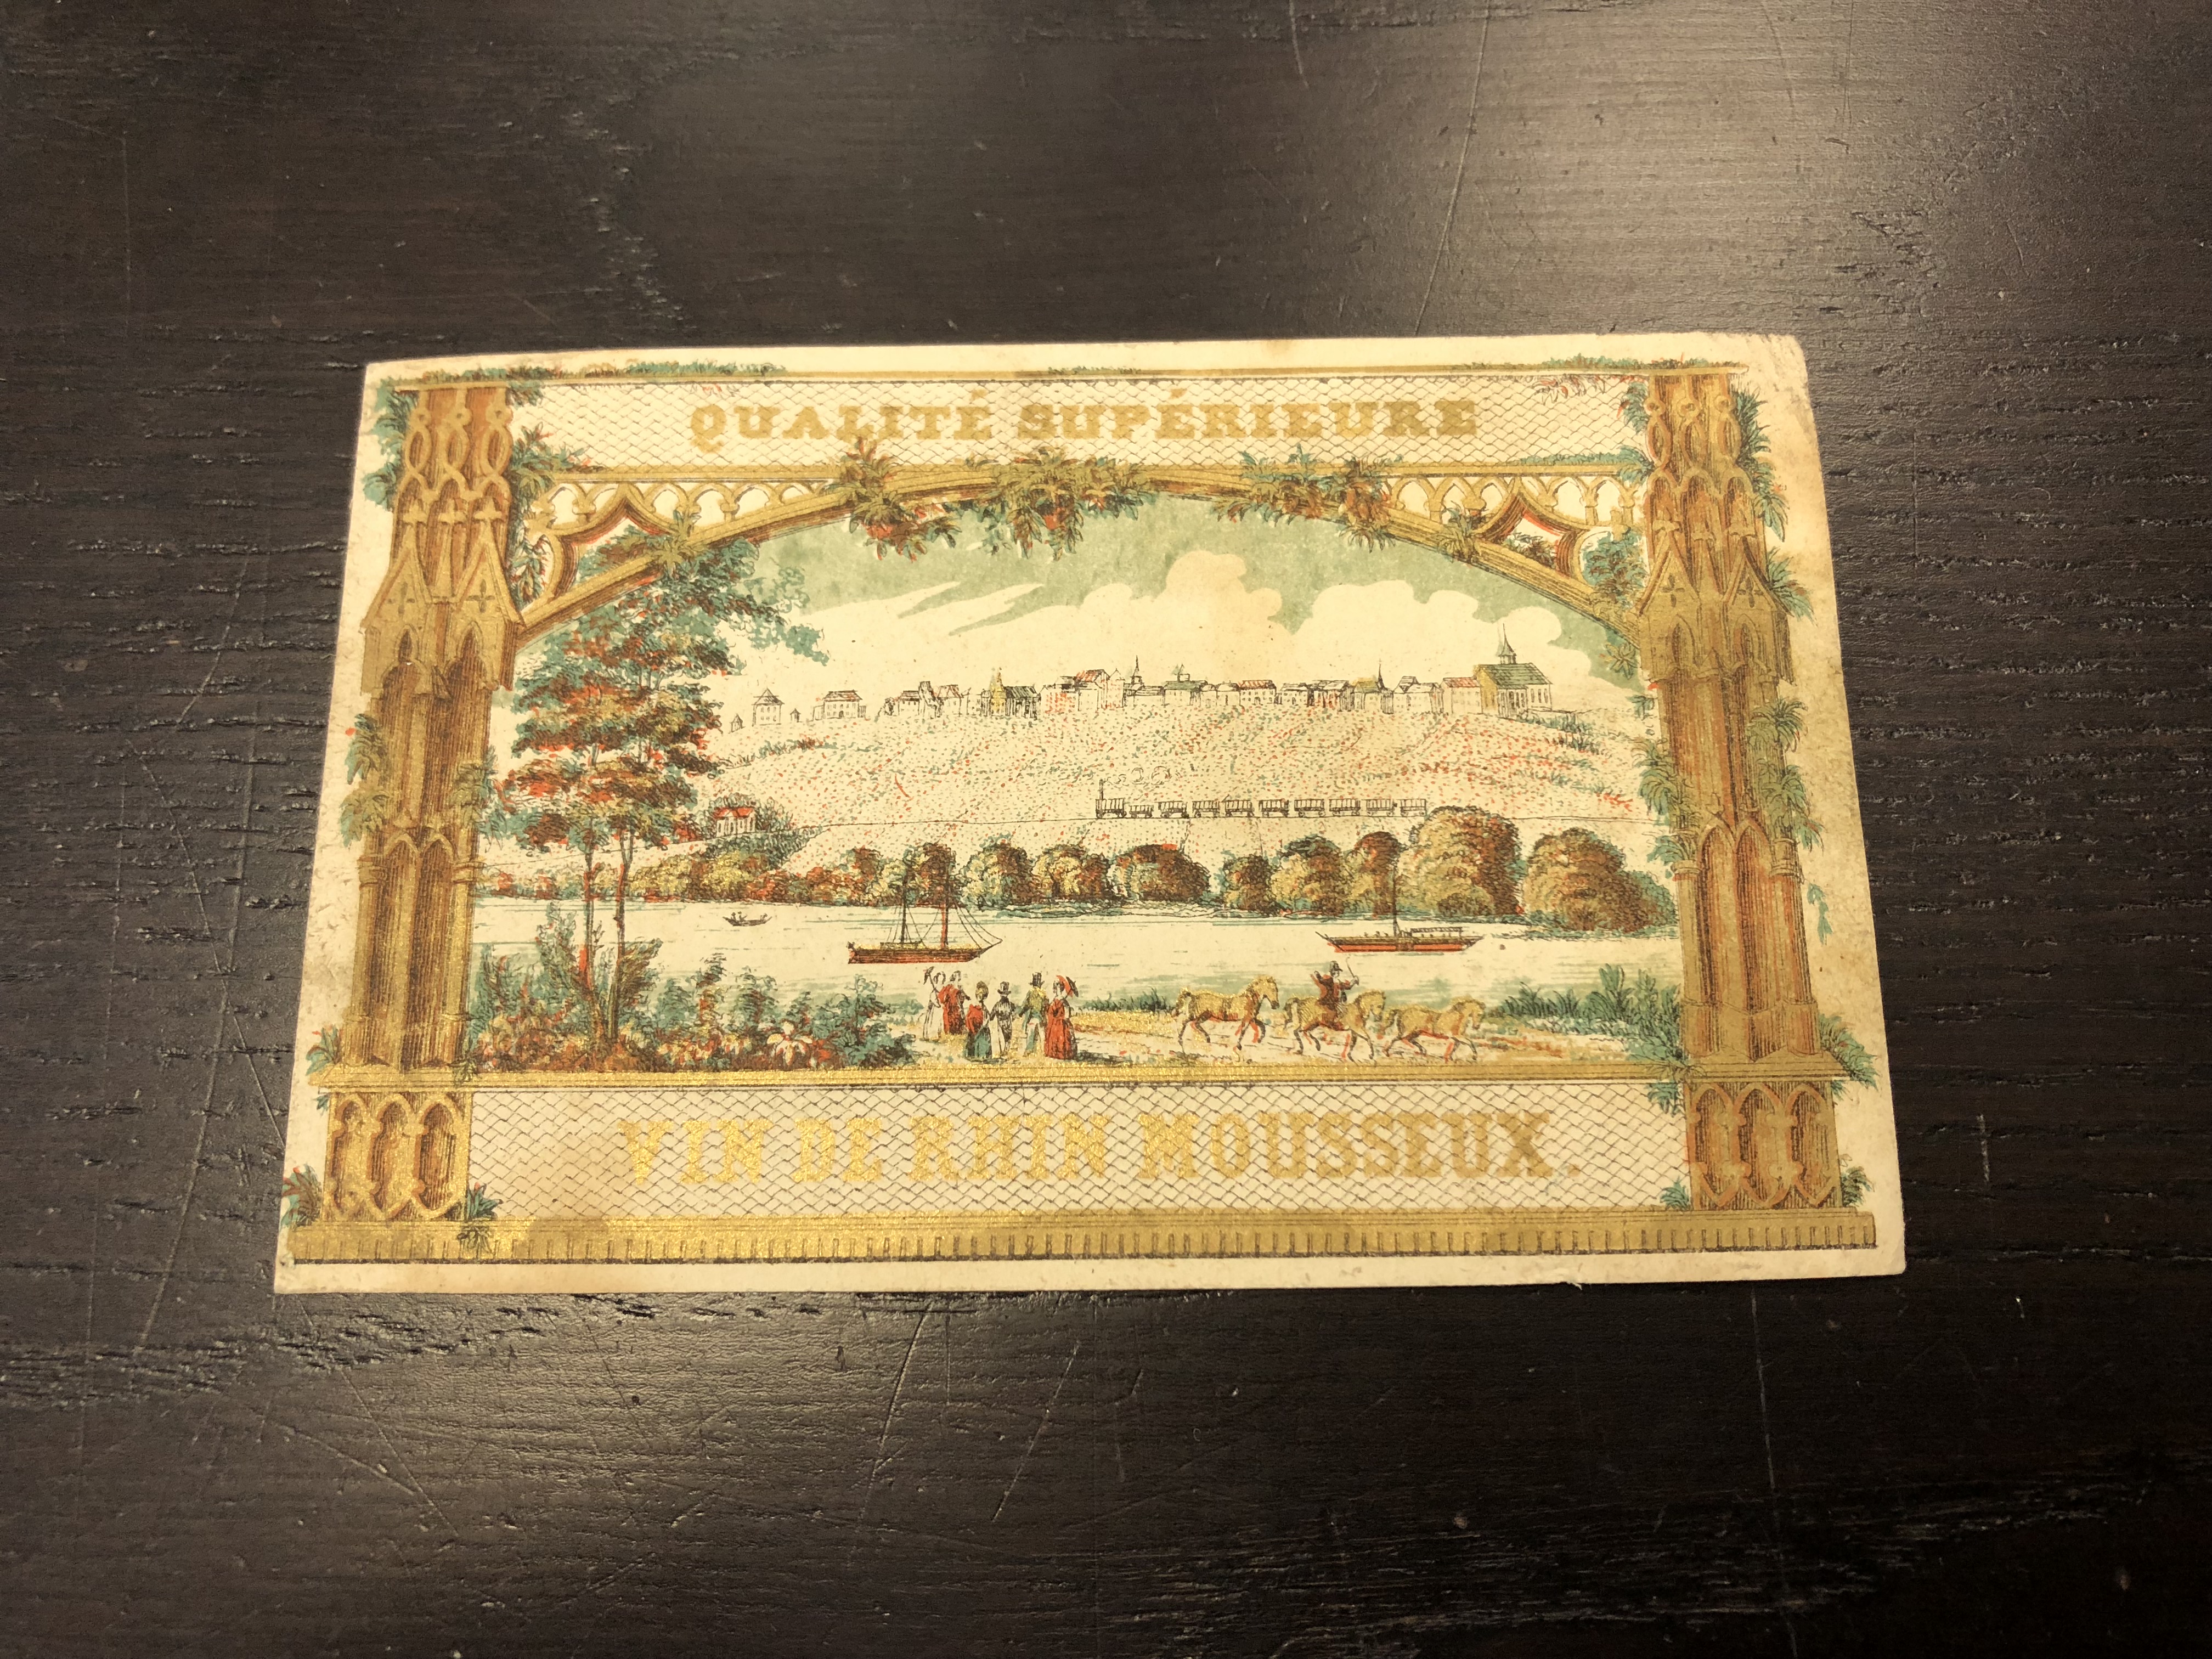 QUALITÉ SUPÉRIEURE
VIN DE RHIN MOUSSEUX.